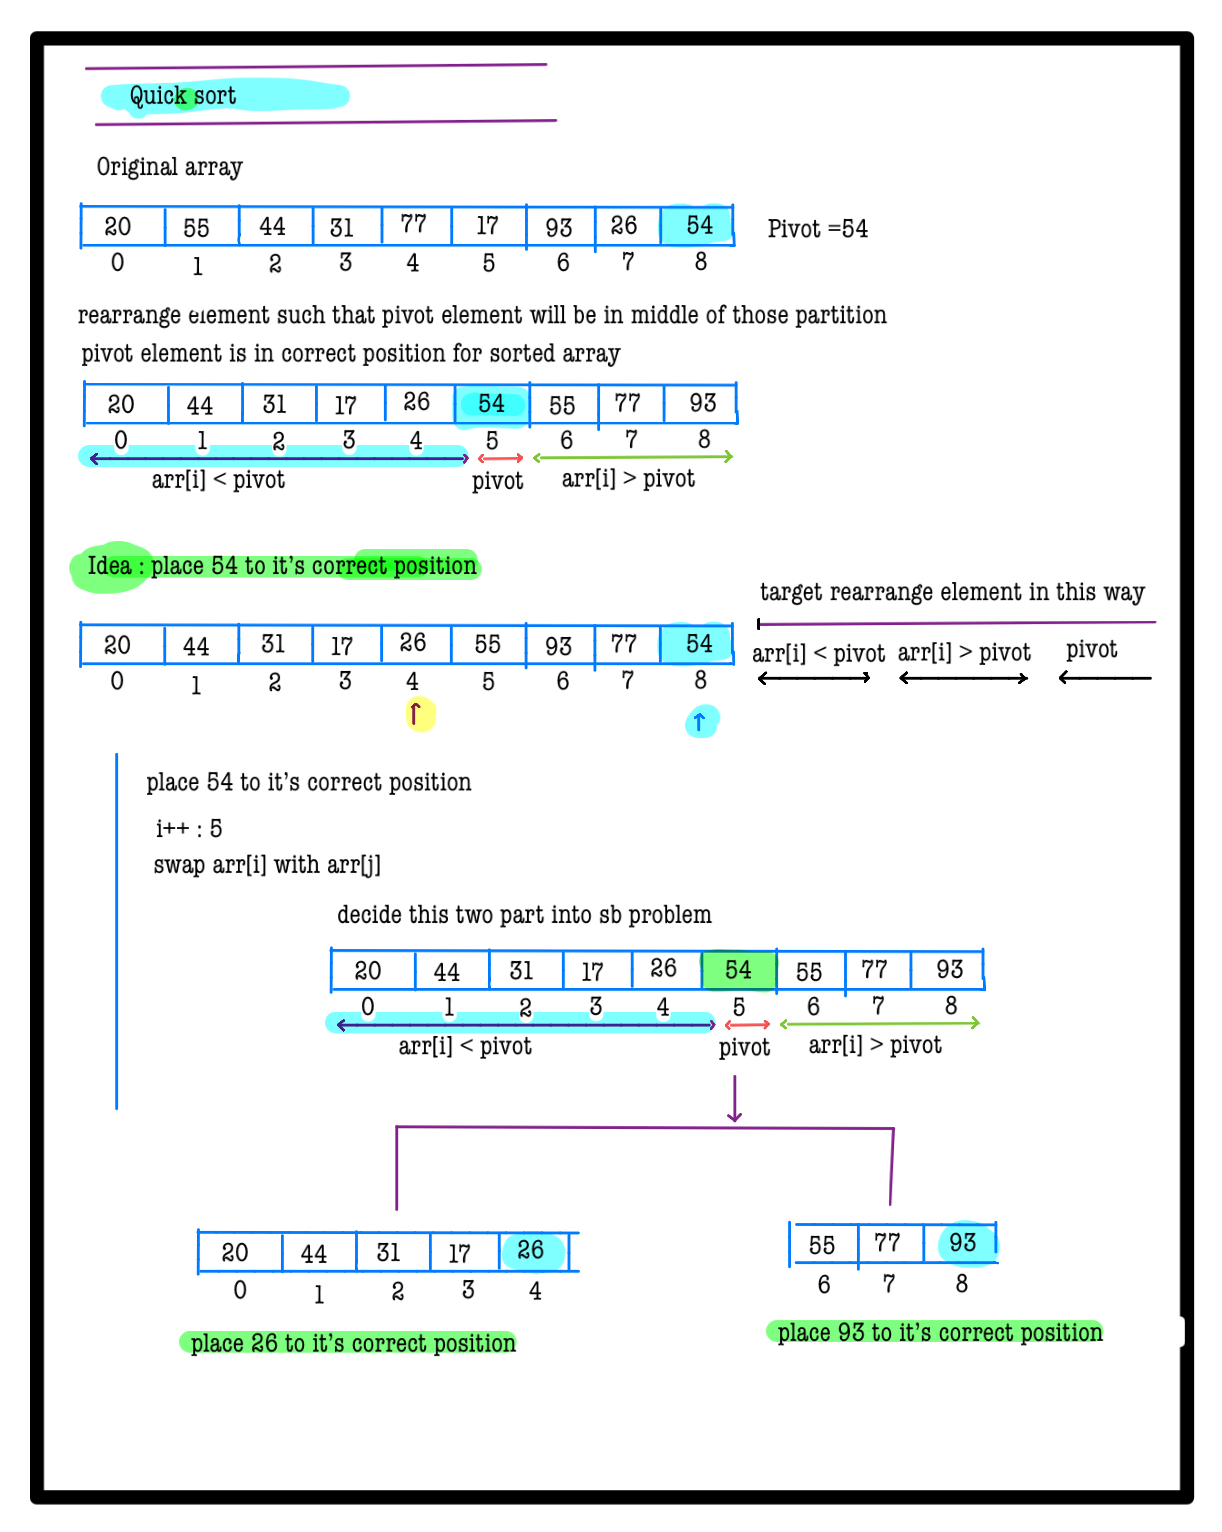 Quick sort
Original array
20 55 44 31 77 17 93 26 54 Pivot =54
0 1 2 3 4 5 6 7 8
rearrange element such that pivot element will be in middle of those partition
pivot element is in correct position for sorted array
20 44 31 17 26 54 55 77 93
0 1 2 3 4 5 6 7 8
arr[i] < pivot pivot arr[i] > pivot
Idea : place 54 to it's correct position
target rearrange element in this way
20 44 31 17 26 55 93 77 54
arr[i] < pivot arr[i] > pivot pivot
0 1 2 3 4 5 6 7 8
place 54 to it's correct position
i++ : 5
swap arr[i] with arr[j]
decide this two part into sb problem
20 44 31 17 26 54 55 77 93
0 1 2 3 4 5 6 7 8
arr[i] < pivot pivot arr[i] > pivot
20 44 31 17 26
0 1 2 3 4
place 26 to it's correct position
55 77 93
6 7 8
place 93 to it's correct position